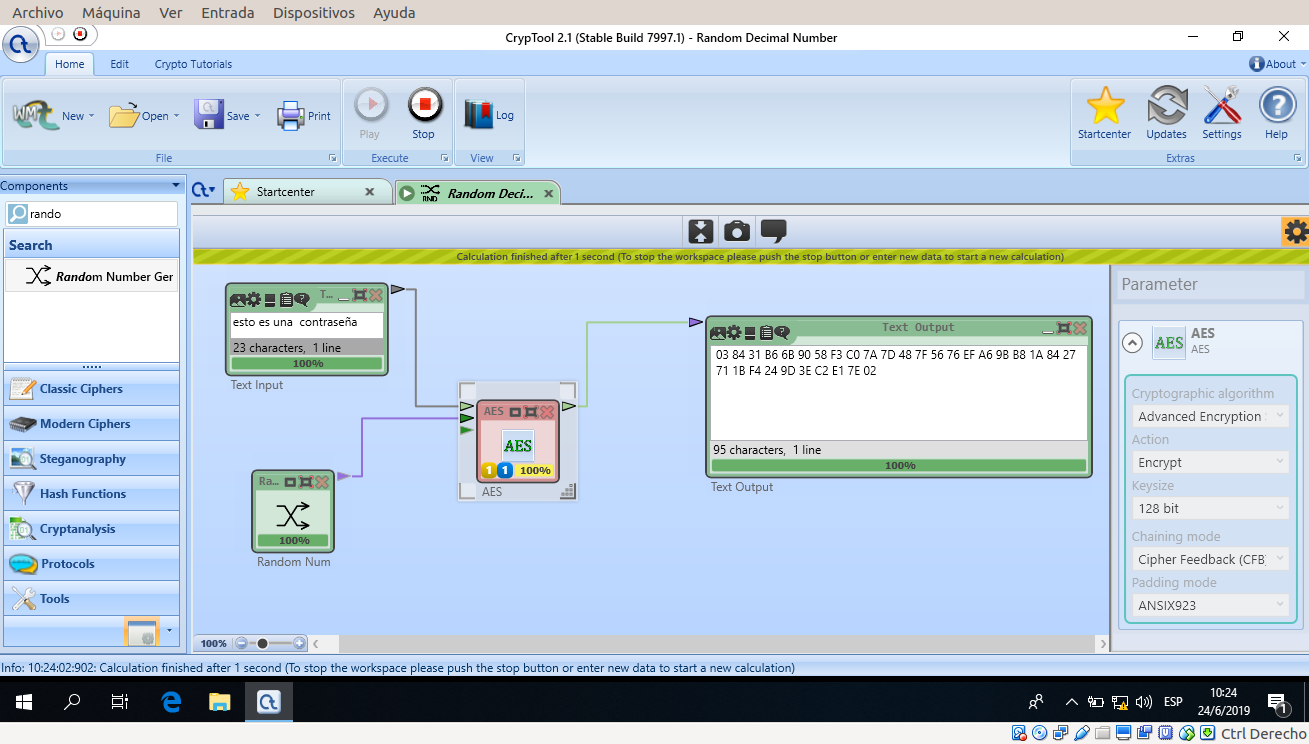 Archivo Máquina Ver Entrada Dispositivos Ayuda
CrypTool 2.1 (Stable Build 7997.1) - Random Decimal Number
Home Edit Crypto Tutorials About
New Open Save Print Play Stop Log Startcenter Updates Settings Help
File Execute View Extras
Components
Startcenter RND Random Deci...
rando
Search
Random Number Ger
Calculation finished after 1 second (To stop the workspace please push the stop button or enter new data to start a new calculation)
Classic Ciphers
Modern Ciphers
Steganography
Hash Functions
Cryptanalysis
Protocols
Tools
T...
esto es una contraseña
23 characters, 1 line
100%
Text Input
Ra...
100%
Random Num
AES
AES
1 1 100%
AES
Text Output
03 84 31 B6 6B 90 58 F3 C0 7A 7D 48 7F 56 76 EF A6 9B B8 1A 84 27
71 1B F4 24 9D 3E C2 E1 7E 02
95 characters, 1 line
100%
Text Output
Parameter
AES AES
AES
Cryptographic algorithm
Advanced Encryption
Action
Encrypt
Keysize
128 bit
Chaining mode
Cipher Feedback (CFB)
Padding mode
ANSIX923
100%
Info: 10:24:02:902: Calculation finished after 1 second (To stop the workspace please push the stop button or enter new data to start a new calculation)
ESP 10:24
24/6/2019 1
Ctrl Derecho